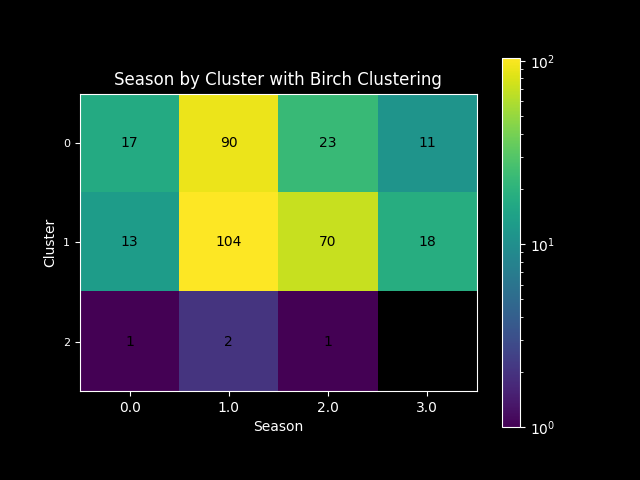 Season by Cluster with Birch Clustering
10²
0 17 90 23 11
Cluster
1 13 104 70 18
10¹
2 1 2 1
0.0 1.0 2.0 3.0
Season
10⁰